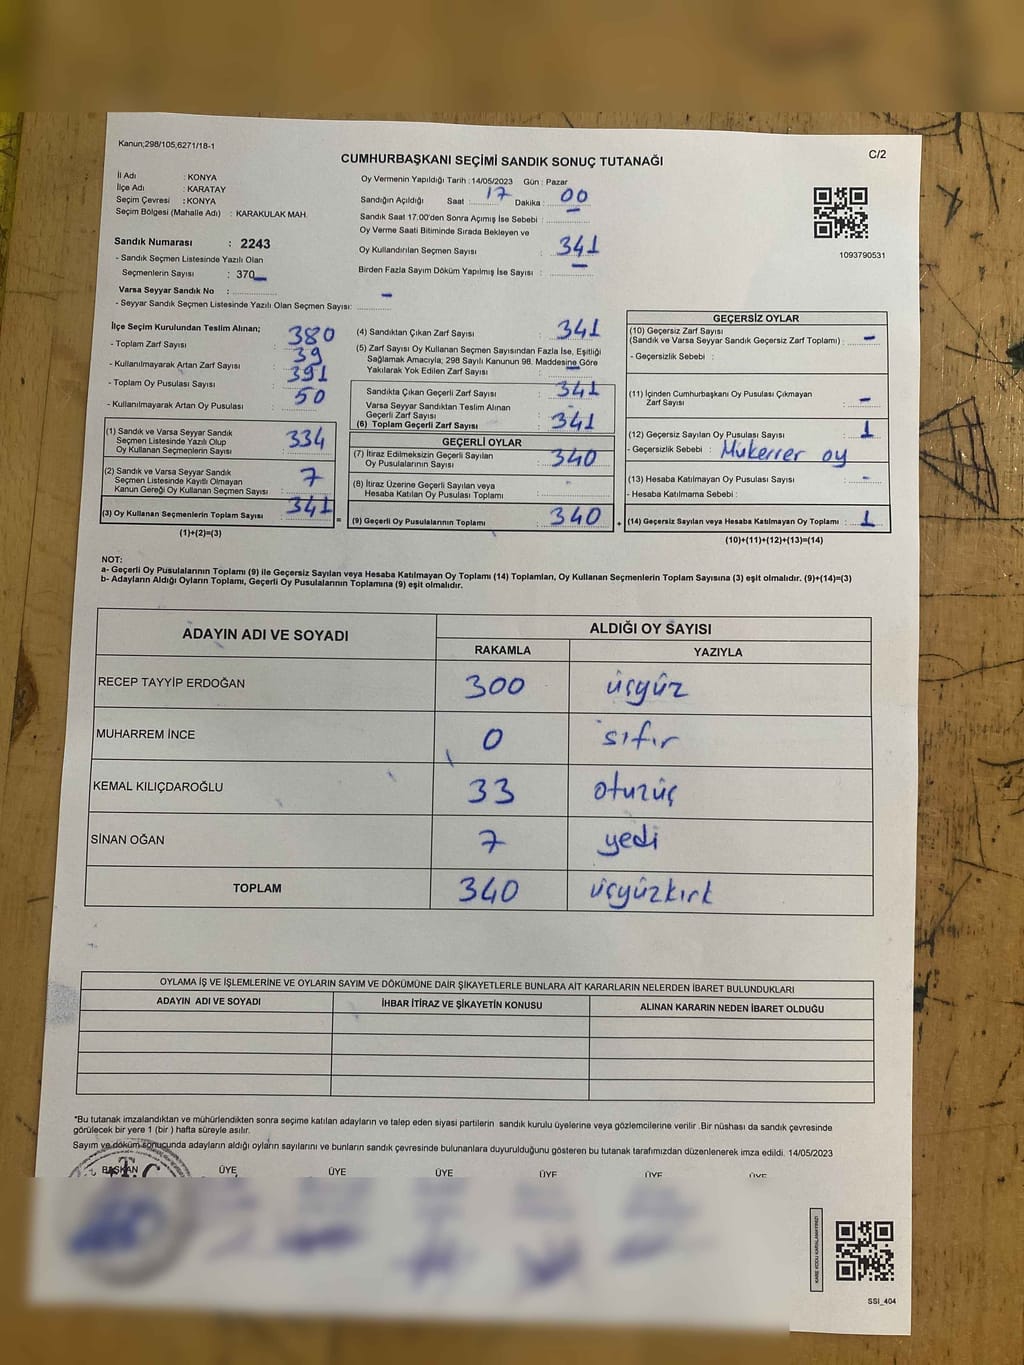 Kanun;298/105,6271/18-1
C/2
CUMHURBAŞKANI SEÇİMİ SANDIK SONUÇ TUTANAĞI
İl Adı : KONYA
İlçe Adı : KARATAY
Seçim Çevresi : KONYA
Seçim Bölgesi (Mahalle Adı) : KARAKULAK MAH.
Sandık Numarası : 2243
- Sandık Seçmen Listesinde Yazılı Olan
Seçmenlerin Sayısı : 370
Varsa Seyyar Sandık No :
- Seyyar Sandık Seçmen Listesinde Yazılı Olan Seçmen Sayısı: -
Oy Vermenin Yapıldığı Tarih :14/05/2023 Gün : Pazar
Sandığın Açıldığı Saat : 17 Dakika : 00
Sandık Saat 17:00'den Sonra Açımış İse Sebebi : -
Oy Verme Saati Bitiminde Sırada Bekleyen ve
Oy Kullandırılan Seçmen Sayısı : 341
Birden Fazla Sayım Döküm Yapılmış İse Sayısı : -
1093790531
İlçe Seçim Kurulundan Teslim Alınan;
- Toplam Zarf Sayısı : 380
- Kullanılmayarak Artan Zarf Sayısı : 39
- Toplam Oy Pusulası Sayısı : 391
- Kullanılmayarak Artan Oy Pusulası : 50
(1) Sandık ve Varsa Seyyar Sandık
Seçmen Listesinde Yazılı Olup
Oy Kullanan Seçmenlerin Sayısı : 334
(2) Sandık ve Varsa Seyyar Sandık
Seçmen Listesinde Kayıtlı Olmayan
Kanun Gereği Oy Kullanan Seçmen Sayısı : 7
(3) Oy Kullanan Seçmenlerin Toplam Sayısı : 341
(1)+(2)=(3)
(4) Sandıktan Çıkan Zarf Sayısı : 341
(5) Zarf Sayısı Oy Kullanan Seçmen Sayısından Fazla İse, Eşitliği
Sağlamak Amacıyla, 298 Sayılı Kanunun 98. Maddesine Göre
Yakılarak Yok Edilen Zarf Sayısı : -
Sandıkta Çıkan Geçerli Zarf Sayısı : 341
Varsa Seyyar Sandıktan Teslim Alınan
Geçerli Zarf Sayısı : -
(6) Toplam Geçerli Zarf Sayısı : 341
GEÇERLİ OYLAR
(7) İtiraz Edilmeksizin Geçerli Sayılan
Oy Pusulalarının Sayısı : 340
(8) İtiraz Üzerine Geçerli Sayılan veya
Hesaba Katılan Oy Pusulası Toplamı : -
= (9) Geçerli Oy Pusulalarının Toplamı : 340
GEÇERSİZ OYLAR
(10) Geçersiz Zarf Sayısı
(Sandık ve Varsa Seyyar Sandık Geçersiz Zarf Toplamı) : -
- Geçersizlik Sebebi :
(11) İçinden Cumhurbaşkanı Oy Pusulası Çıkmayan
Zarf Sayısı : -
(12) Geçersiz Sayılan Oy Pusulası Sayısı : 1
- Geçersizlik Sebebi : Mükerrer oy
(13) Hesaba Katılmayan Oy Pusulası Sayısı : -
- Hesaba Katılmama Sebebi :
+ (14) Geçersiz Sayılan veya Hesaba Katılmayan Oy Toplamı : 1
(10)+(11)+(12)+(13)=(14)
NOT:
a- Geçerli Oy Pusulalarının Toplamı (9) ile Geçersiz Sayılan veya Hesaba Katılmayan Oy Toplamı (14) Toplamları, Oy Kullanan Seçmenlerin Toplam Sayısına (3) eşit olmalıdır. (9)+(14)=(3)
b- Adayların Aldığı Oyların Toplamı, Geçerli Oy Pusulalarının Toplamına (9) eşit olmalıdır.
ADAYIN ADI VE SOYADI
ALDIĞI OY SAYISI
RAKAMLA YAZIYLA
RECEP TAYYİP ERDOĞAN 300 üçyüz
MUHARREM İNCE 0 sıfır
KEMAL KILIÇDAROĞLU 33 otuzüç
SİNAN OĞAN 7 yedi
TOPLAM 340 üçyüzkırk
OYLAMA İŞ VE İŞLEMLERİNE VE OYLARIN SAYIM VE DÖKÜMÜNE DAİR ŞİKAYETLERLE BUNLARA AİT KARARLARIN NELERDEN İBARET BULUNDUKLARI
ADAYIN ADI VE SOYADI İHBAR İTİRAZ VE ŞİKAYETİN KONUSU ALINAN KARARIN NEDEN İBARET OLDUĞU
*Bu tutanak imzalandıktan ve mühürlendikten sonra seçime katılan adayların ve talep eden siyasi partilerin sandık kurulu üyelerine veya gözlemcilerine verilir .Bir nüshası da sandık çevresinde
görülecek bir yere 1 (bir ) hafta süreyle asılır.
Sayım ve döküm sonucunda adayların aldığı oyların sayılarını ve bunların sandık çevresinde bulunanlara duyurulduğunu gösteren bu tutanak tarafımızdan düzenlenerek imza edildi. 14/05/2023
BAŞKAN ÜYE ÜYE ÜYE ÜYE ÜYE ÜYE
T.C
SSI_404